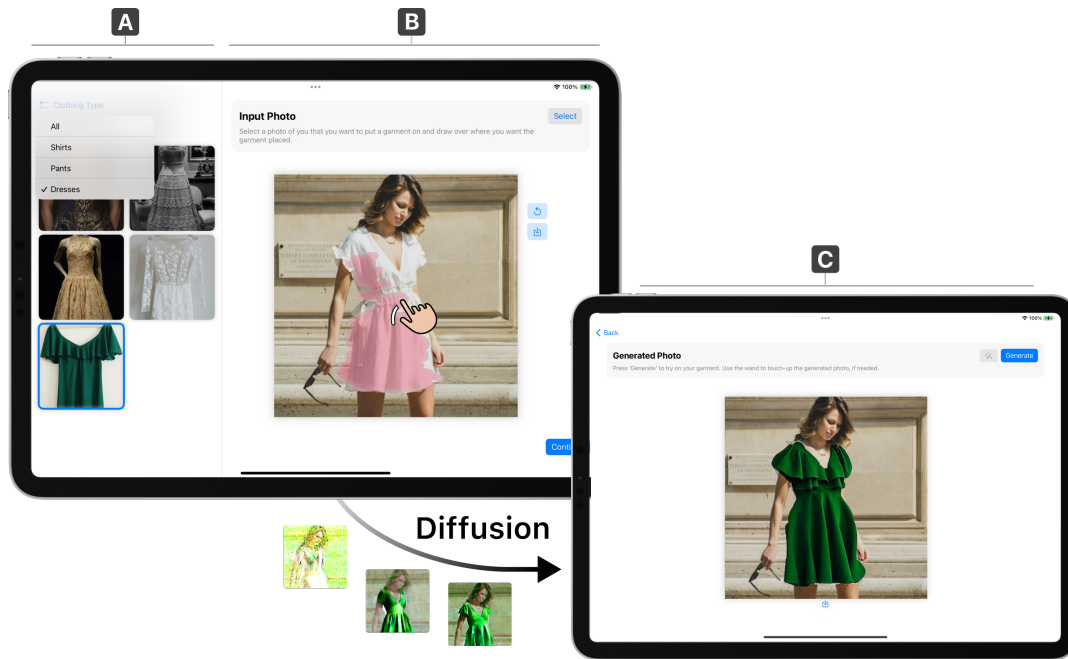 A
B
100%
Clothing Type
All
Shirts
Pants
Dresses
Input Photo
Select
Select a photo of you that you want to put a garment on and draw over where you want the
garment placed.
Conti
Diffusion
C
100%
Back
Generated Photo
Generate
Press 'Generate' to try on your garment. Use the wand to touch-up the generated photo, if needed.